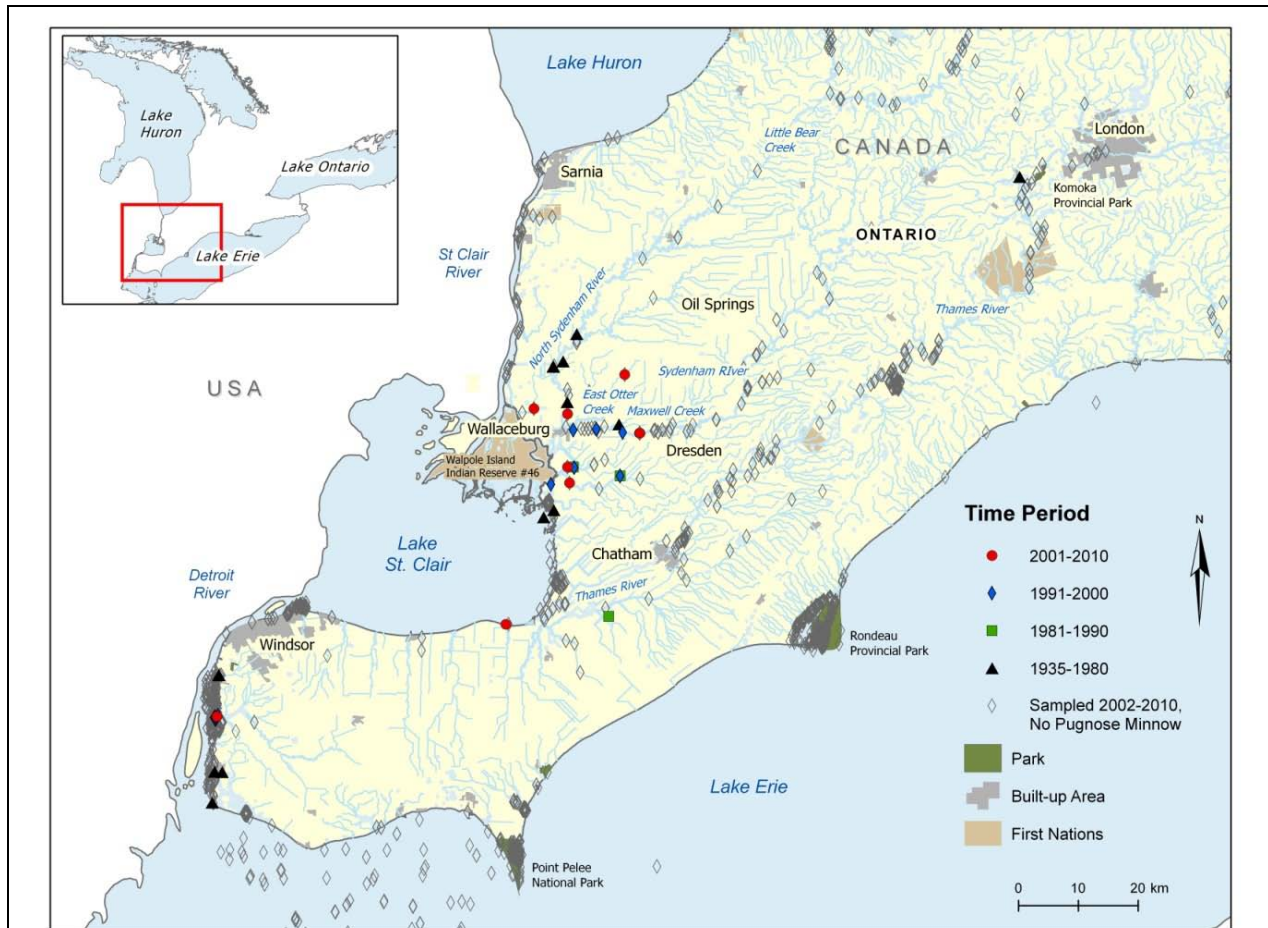 Lake
Huron
Lake Ontario
Lake Erie
Lake Huron
Little Bear
Creek
CANADA
London
Sarnia
Komoka
Provincial Park
ONTARIO
St Clair
River
North Sydenham River
Oil Springs
Thames River
USA
Sydenham RIver
East Otter
Creek
Maxwell Creek
Wallaceburg
Dresden
Walpole Island
Indian Reserve #46
Lake
St. Clair
Chatham
Detroit
River
Thames River
Windsor
Rondeau
Provincial Park
Lake Erie
Point Pelee
National Park
Time Period
2001-2010
1991-2000
1981-1990
1935-1980
Sampled 2002-2010,
No Pugnose Minnow
Park
Built-up Area
First Nations
N
0 10 20 km